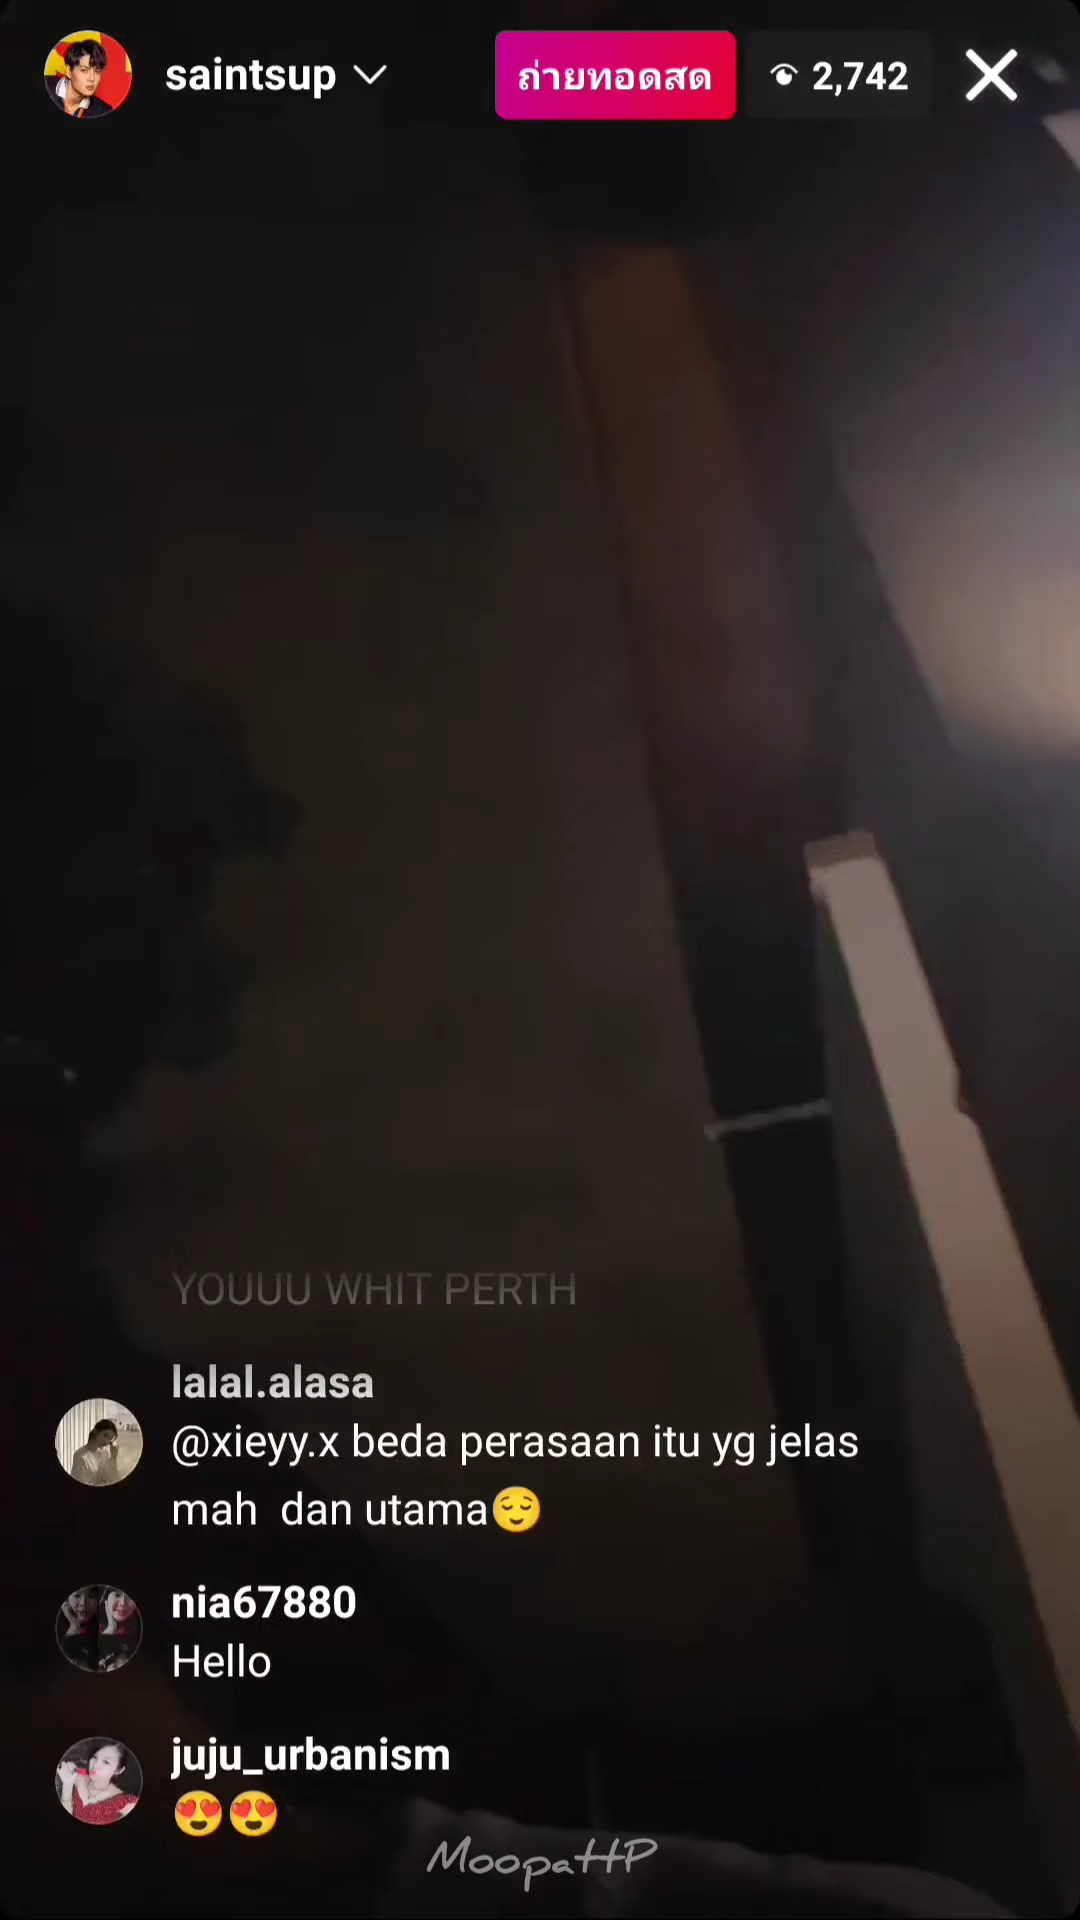 saintsup
ถ่ายทอดสด
2,742
YOUUU WHIT PERTH
lalal.alasa
@xieyy.x beda perasaan itu yg jelas
mah dan utama😌
nia67880
Hello
juju_urbanism
😍😍
MoopaHP